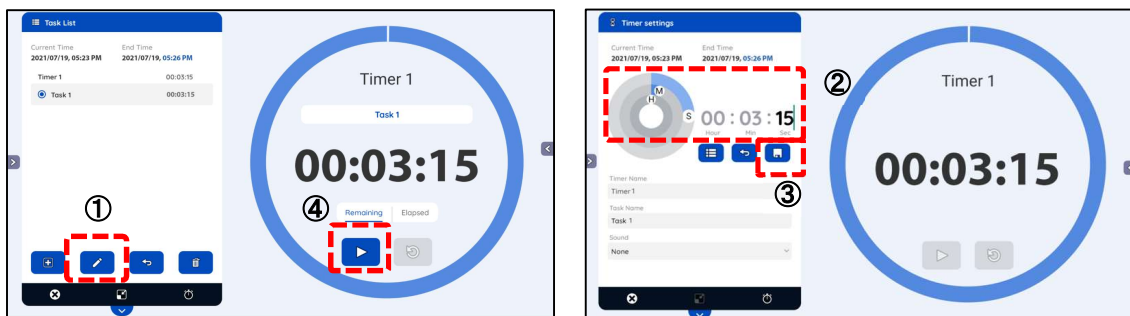 Task List
Current Time End Time
2021/07/19, 05:23 PM 2021/07/19, 05:26 PM
Timer 1 00:03:15
Task 1 00:03:15
①
Timer 1
Task 1
00:03:15
④
Remaining Elapsed
Timer settings
Current Time End Time
2021/07/19, 05:23 PM 2021/07/19, 05:26 PM
②
M
H
S
00 : 03 : 15
Hour Min Sec
③
Timer Name
Timer 1
Task Name
Task 1
Sound
None
Timer 1
00:03:15